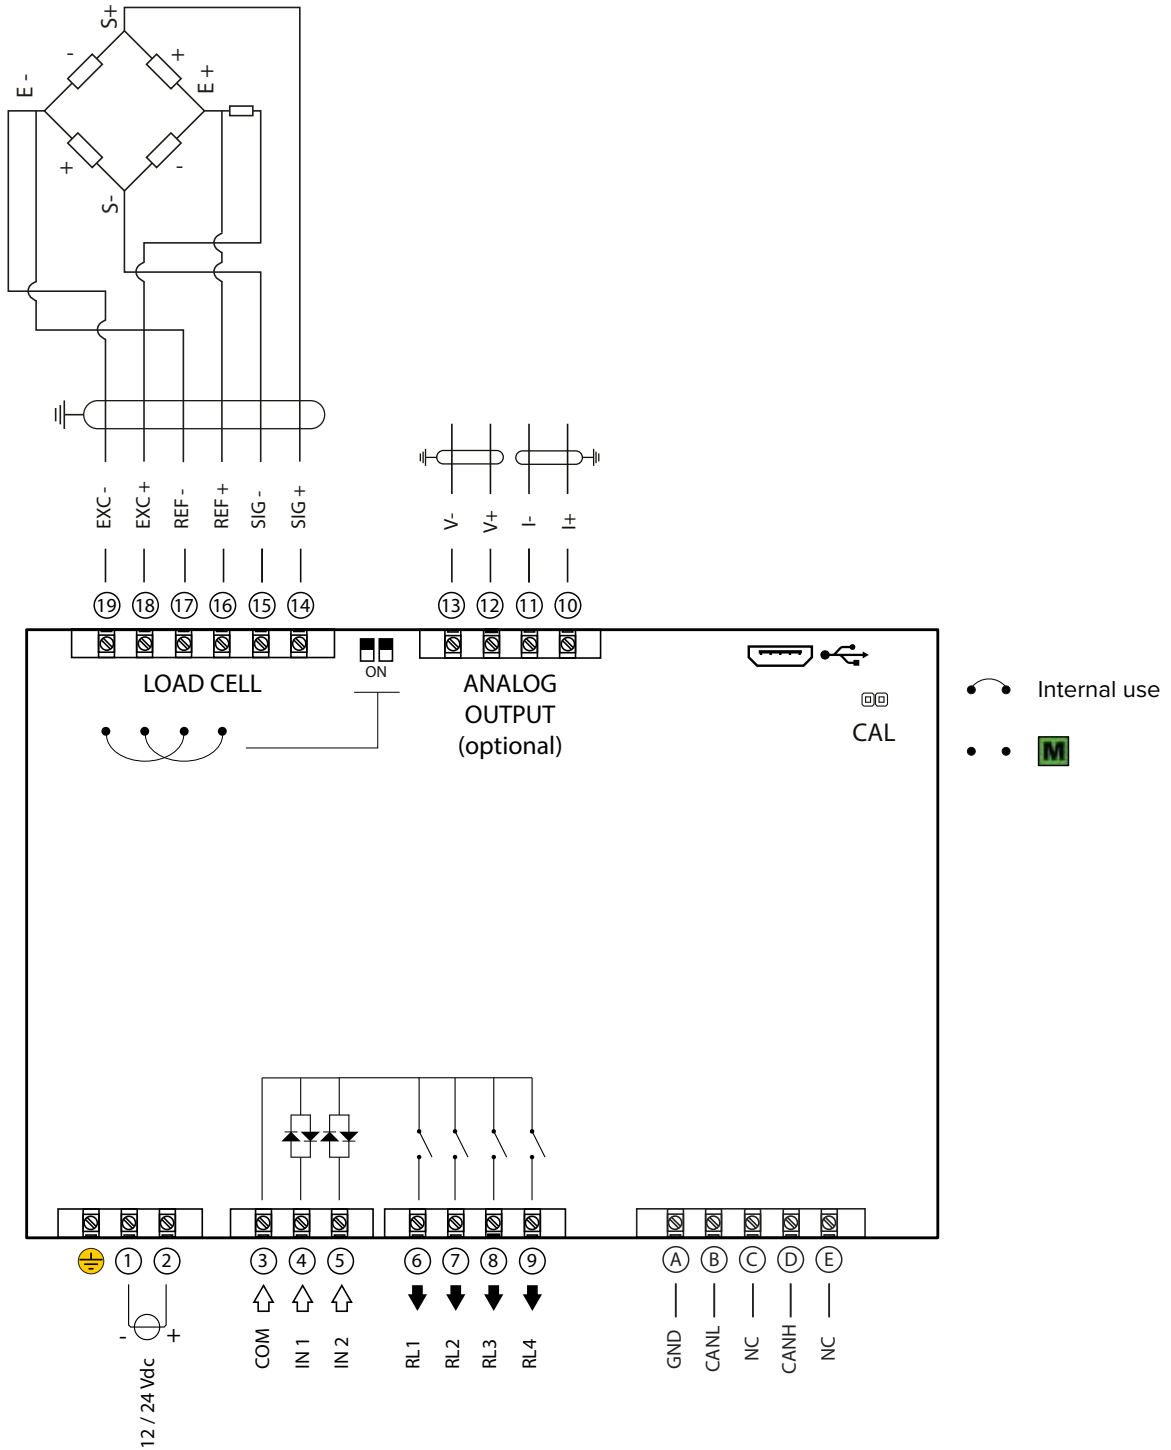 S+
-
+
E -
E +
+
-
S-
EXC -
EXC +
REF -
REF +
SIG -
SIG +
V-
V+
I-
I+
19
18
17
16
15
14
13
12
11
10
ON
LOAD CELL
ANALOG
OUTPUT
(optional)
CAL
Internal use
M
1
2
3
4
5
6
7
8
9
A
B
C
D
E
-
+
12 / 24 Vdc
COM
IN 1
IN 2
RL1
RL2
RL3
RL4
GND
CANL
NC
CANH
NC